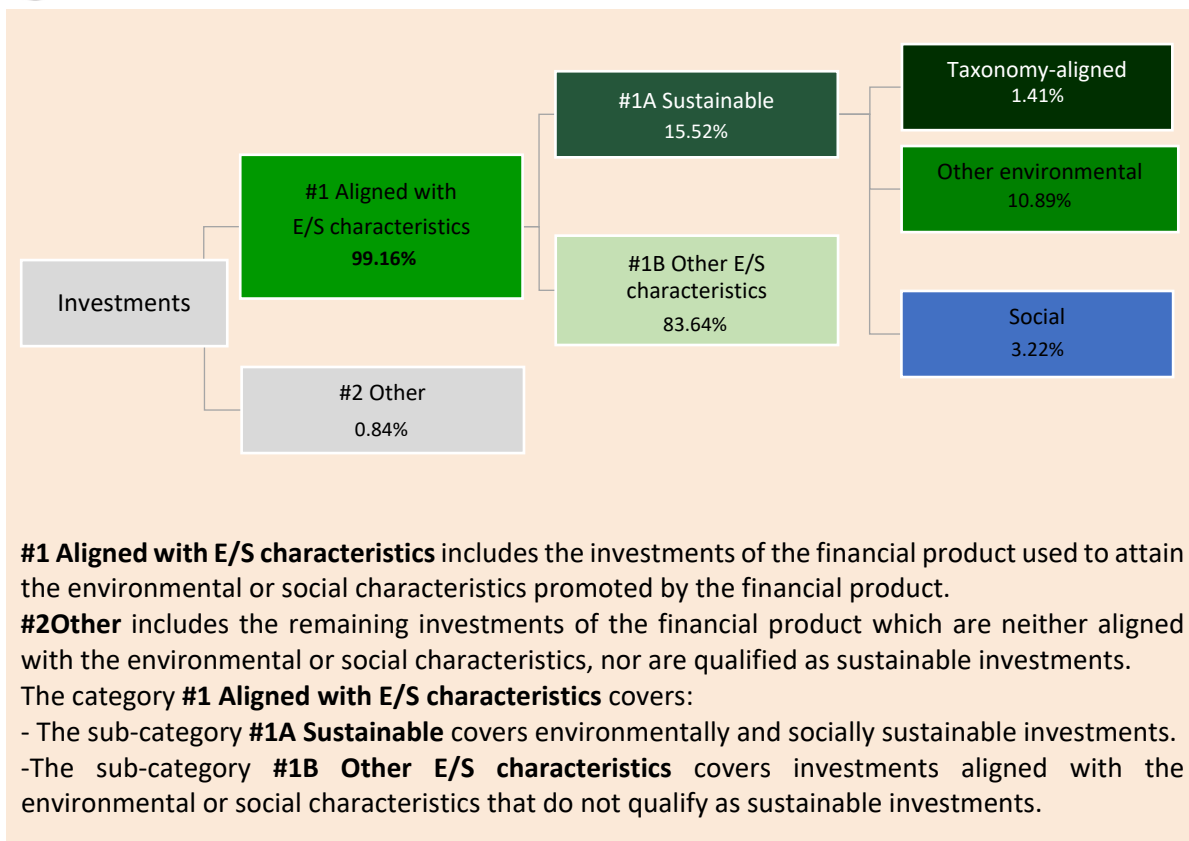 Investments
#1 Aligned with
E/S characteristics
99.16%
#2 Other
0.84%
#1A Sustainable
15.52%
#1B Other E/S
characteristics
83.64%
Taxonomy-aligned
1.41%
Other environmental
10.89%
Social
3.22%
#1 Aligned with E/S characteristics includes the investments of the financial product used to attain
the environmental or social characteristics promoted by the financial product.
#2Other includes the remaining investments of the financial product which are neither aligned
with the environmental or social characteristics, nor are qualified as sustainable investments.
The category #1 Aligned with E/S characteristics covers:
- The sub-category #1A Sustainable covers environmentally and socially sustainable investments.
-The sub-category #1B Other E/S characteristics covers investments aligned with the
environmental or social characteristics that do not qualify as sustainable investments.